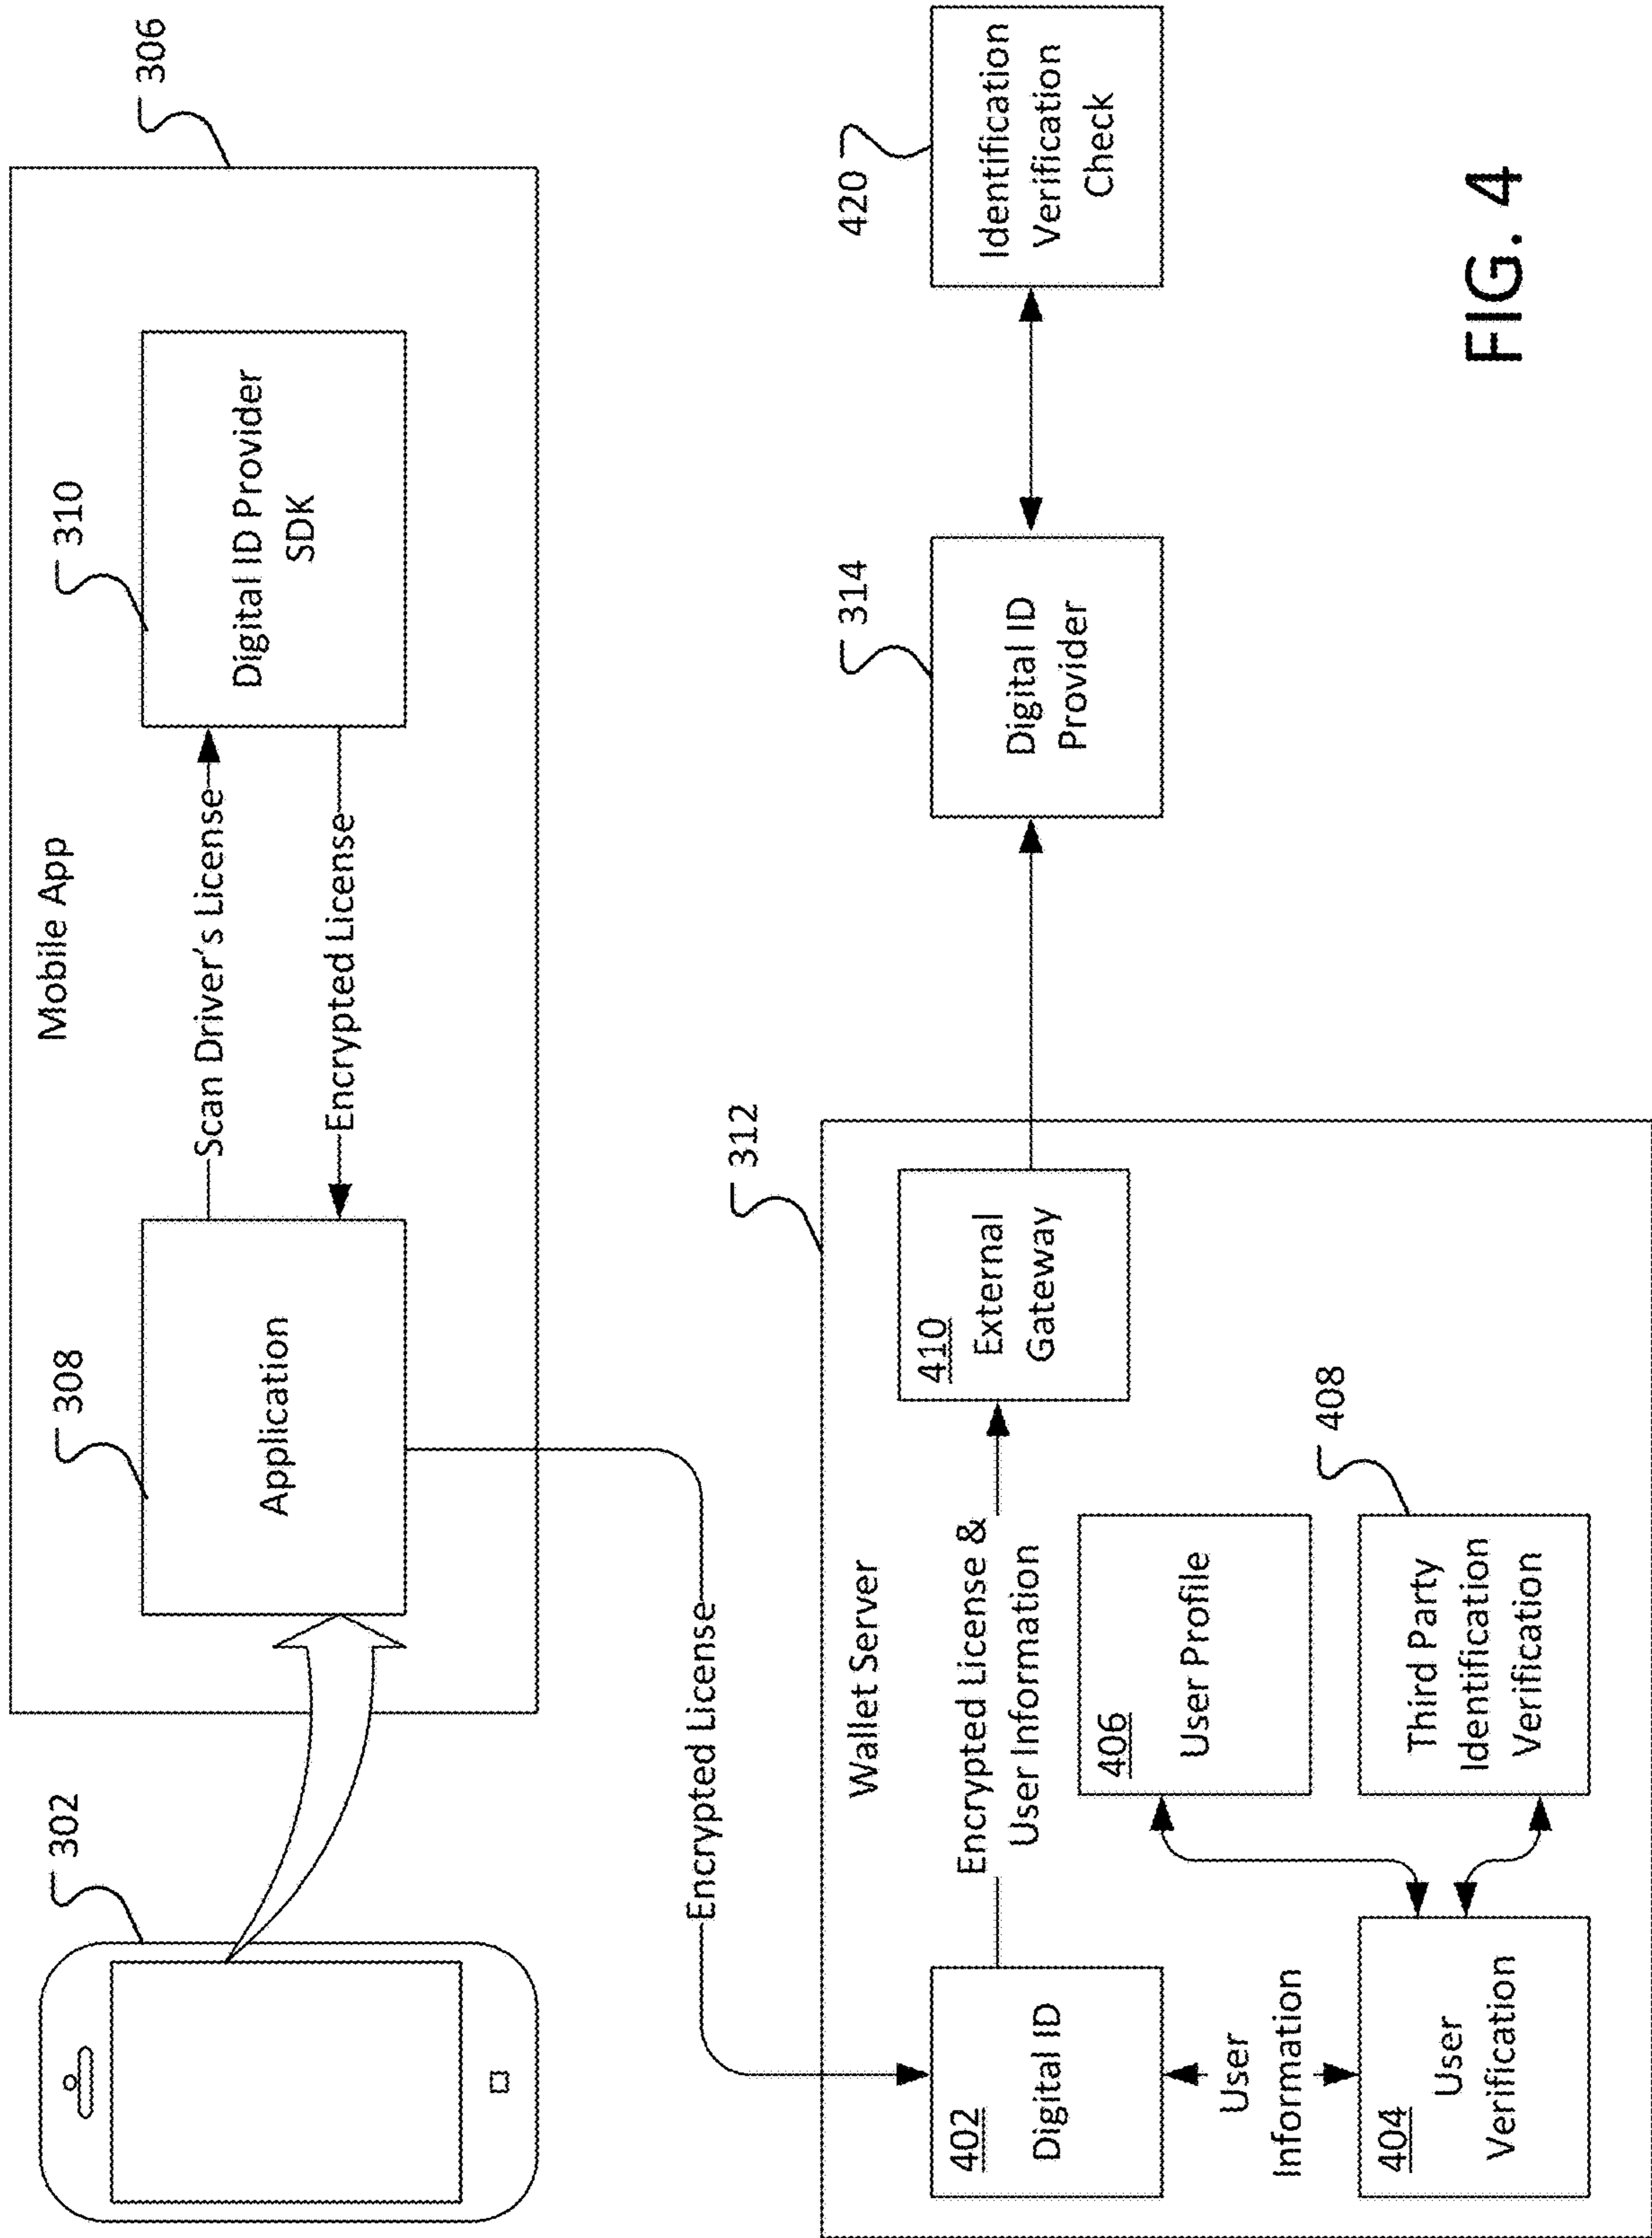 302
308
310
306
Mobile App
Application
Scan Driver's License
Encrypted License
Digital ID Provider
SDK
Encrypted License
312
Wallet Server
402
Digital ID
Encrypted License &
User Information
410
External
Gateway
User
Information
404
User
Verification
406
User Profile
408
Third Party
Identification
Verification
314
Digital ID
Provider
420
Identification
Verification
Check
FIG. 4